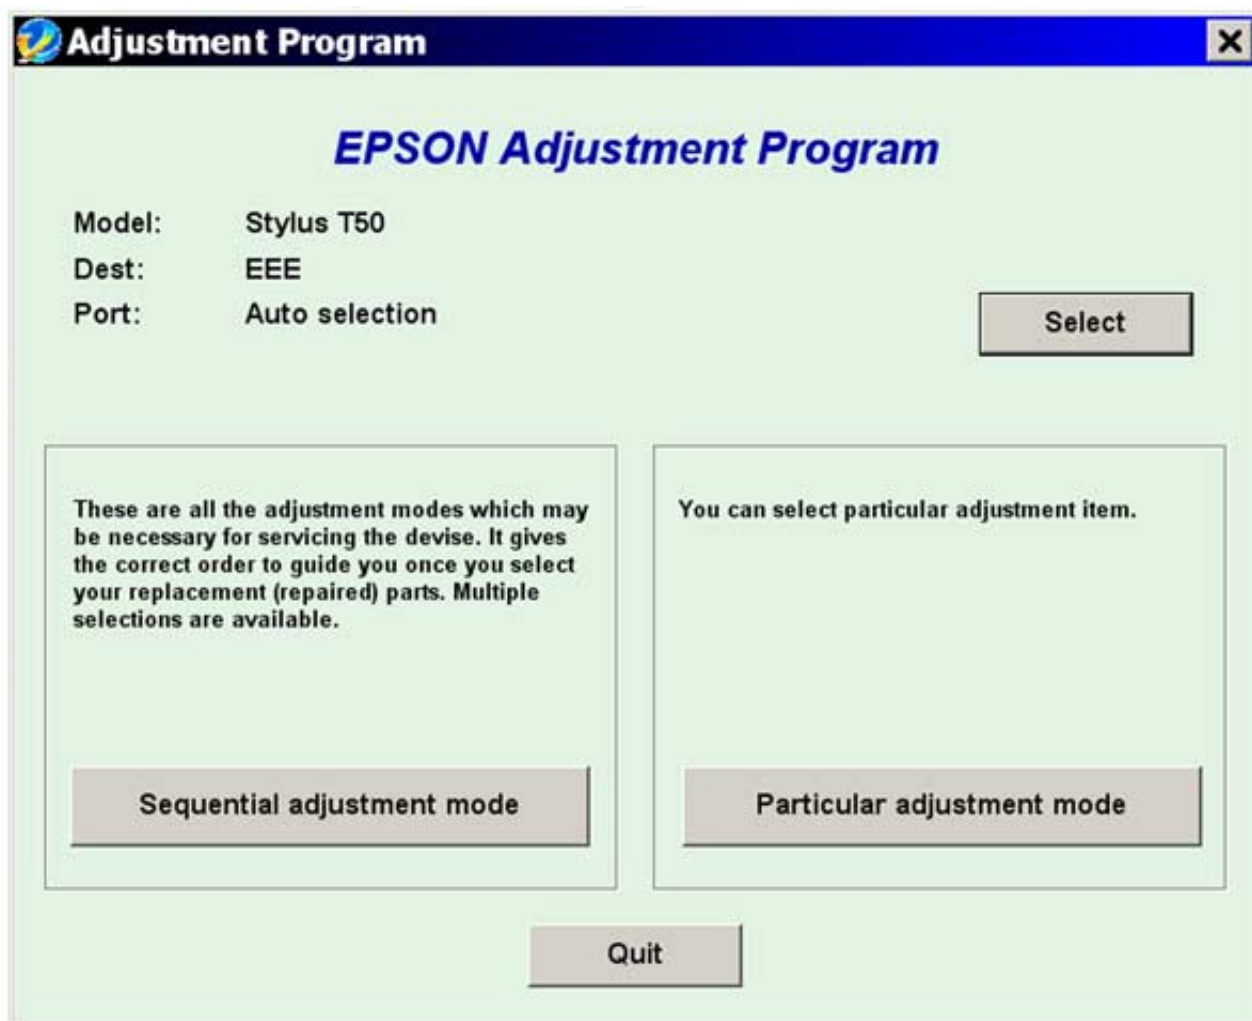 Adjustment Program
EPSON Adjustment Program
Model: Stylus T50
Dest: EEE
Port: Auto selection
Select
These are all the adjustment modes which may
be necessary for servicing the devise. It gives
the correct order to guide you once you select
your replacement (repaired) parts. Multiple
selections are available.
Sequential adjustment mode
You can select particular adjustment item.
Particular adjustment mode
Quit